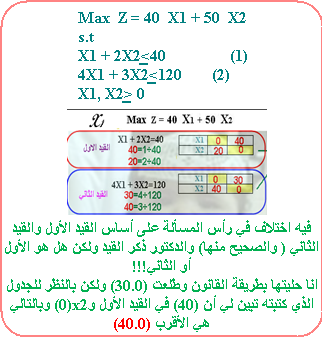 Max Z = 40 X1 + 50 X2
s.t
X1 + 2X2<40 (1)
4X1 + 3X2<120 (2)
X1, X2> 0
X1 Max Z = 40 X1 + 50 X2
القيد الاول X1 + 2X2=40 X1 0 40
40=1÷40 X2 20 0
20=2÷40
القيد الثاني 4X1 + 3X2=120 X1 0 30
30=4÷120 X2 40 0
40=3÷120
فيه اختلاف في رأس المسألة على أساس القيد الأول والقيد
الثاني ( والصحيح منها) والدكتور ذكر القيد ولكن هل هو الأول
أو الثاني!!!
انا حليتها بطريقة القانون وطلعت (30.0) ولكن بالنظر للجدول
الذي كتبته تبين لي أن (40) في القيد الأول وx2(0) وبالتالي
هي الأقرب (40.0)